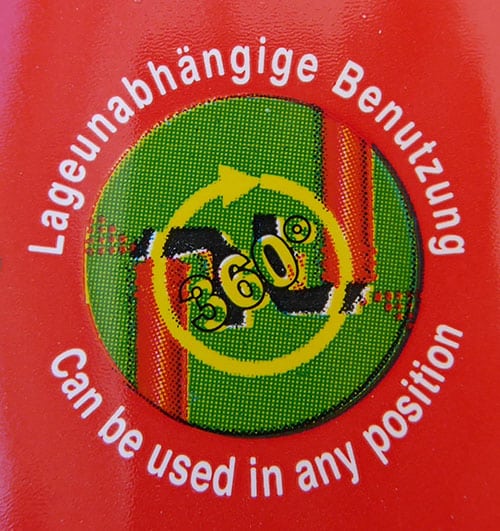 Lageunabhängige Benutzung
360°
Can be used in any position